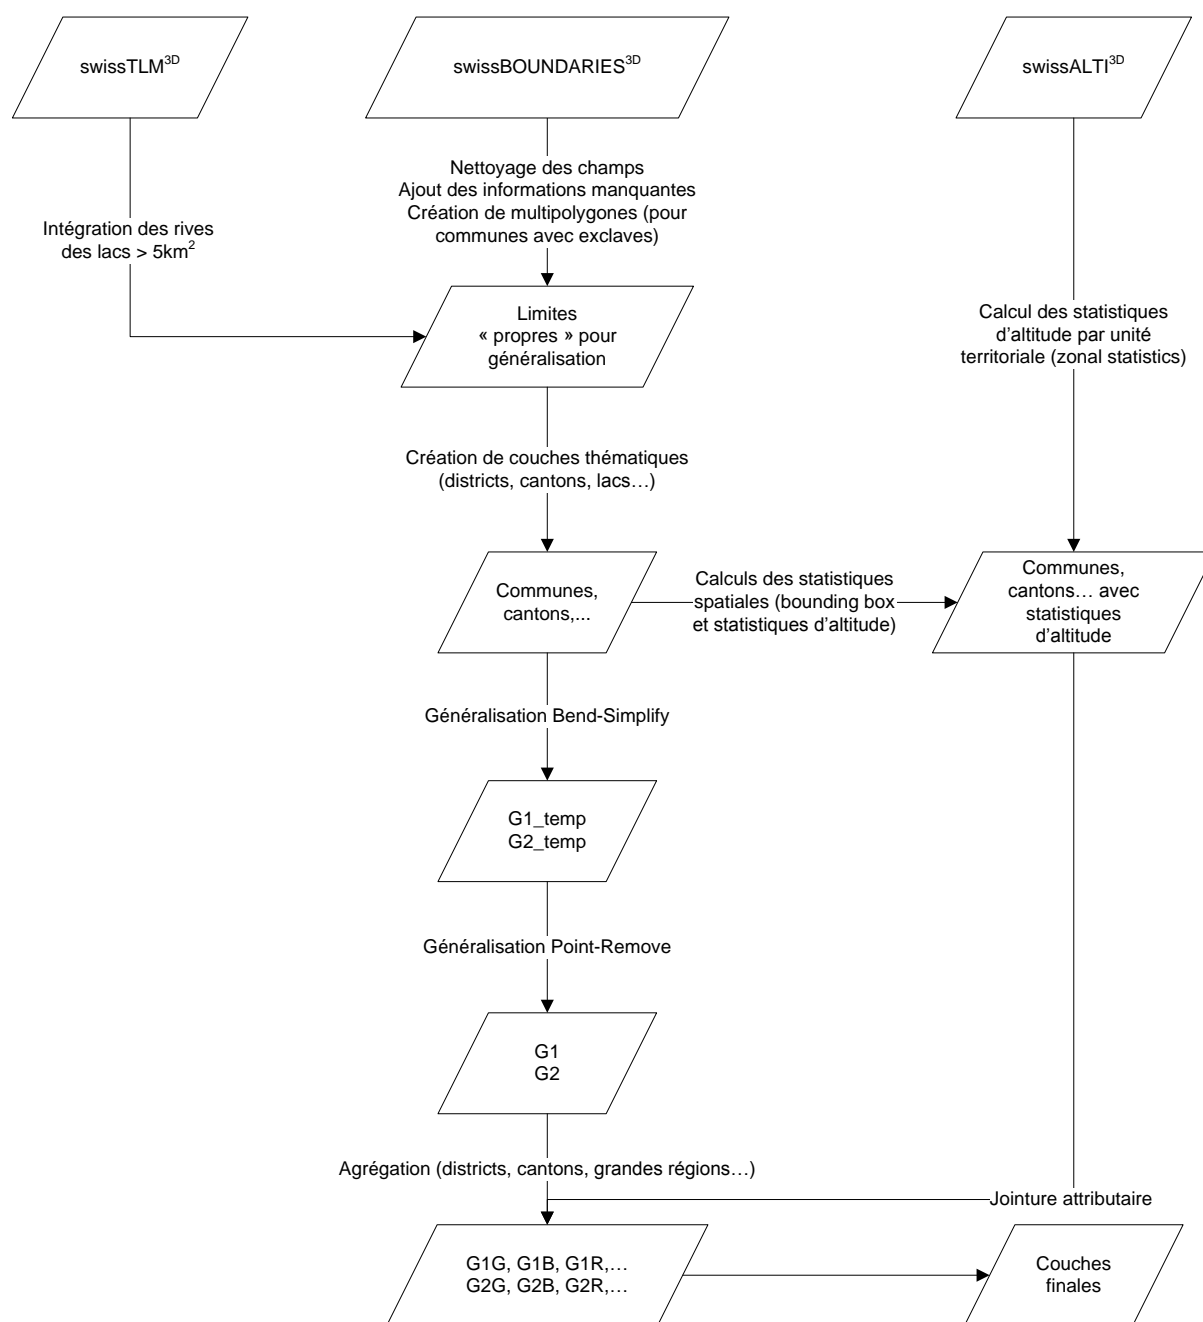 swissTLM3D
swissBOUNDARIES3D
swissALTI3D
Nettoyage des champs
Ajout des informations manquantes
Création de multipolygones (pour
communes avec exclaves)
Intégration des rives
des lacs > 5km2
Limites
« propres » pour
généralisation
Calcul des statistiques
d’altitude par unité
territoriale (zonal statistics)
Création de couches thématiques
(districts, cantons, lacs…)
Communes,
cantons,...
Calculs des statistiques
spatiales (bounding box
et statistiques d’altitude)
Communes,
cantons… avec
statistiques
d’altitude
Généralisation Bend-Simplify
G1_temp
G2_temp
Généralisation Point-Remove
G1
G2
Agrégation (districts, cantons, grandes régions…)
Jointure attributaire
G1G, G1B, G1R,…
G2G, G2B, G2R,…
Couches
finales